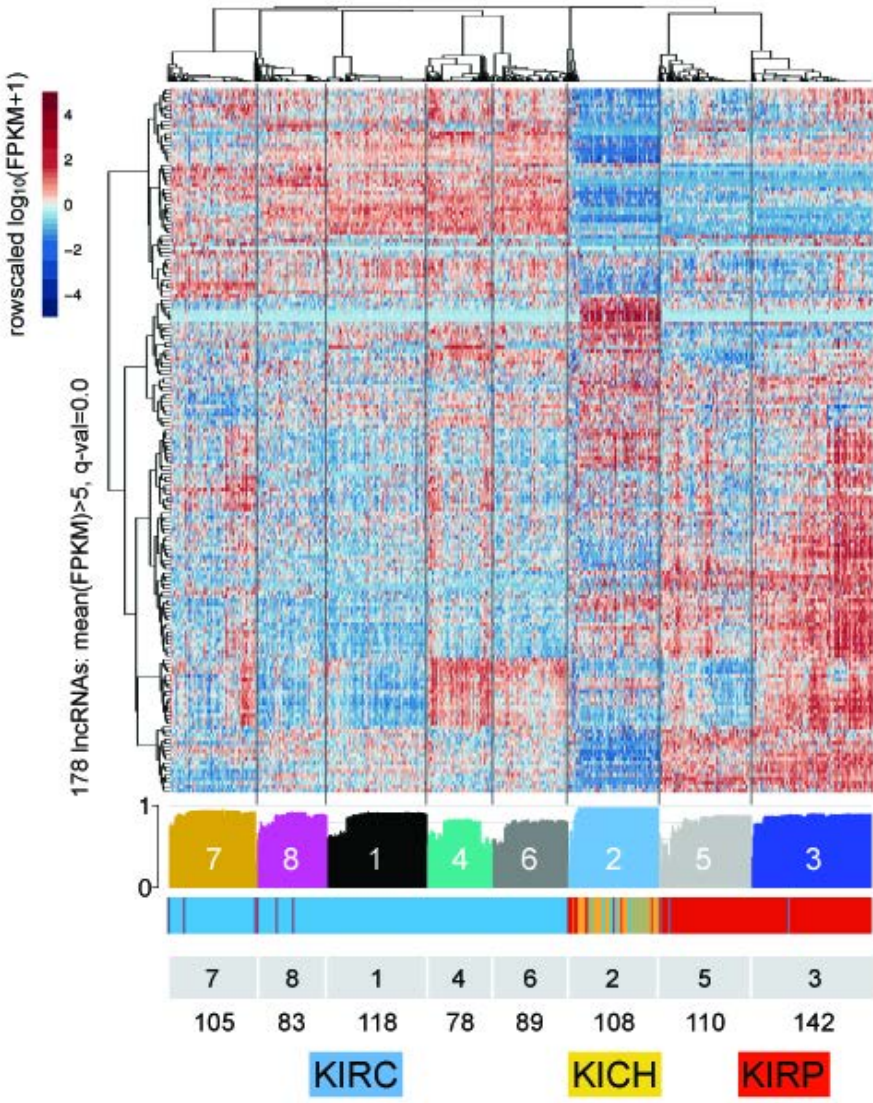 rowscaled log₁₀(FPKM+1)
4
2
0
−2
−4
178 lncRNAs: mean(FPKM)>5, q-val=0.0
1
0
7 8 1 4 6 2 5 3
7 8 1 4 6 2 5 3
105 83 118 78 89 108 110 142
KIRC KICH KIRP